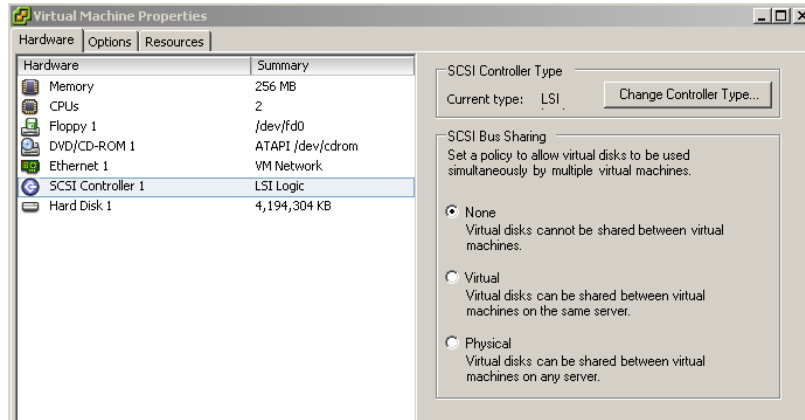 Virtual Machine Properties
Hardware Options Resources
Hardware Summary
Memory 256 MB
CPUs 2
Floppy 1 /dev/fd0
DVD/CD-ROM 1 ATAPI /dev/cdrom
Ethernet 1 VM Network
SCSI Controller 1 LSI Logic
Hard Disk 1 4,194,304 KB
SCSI Controller Type
Current type: LSI Change Controller Type...
SCSI Bus Sharing
Set a policy to allow virtual disks to be used
simultaneously by multiple virtual machines.
None
Virtual disks cannot be shared between virtual
machines.
Virtual
Virtual disks can be shared between virtual
machines on the same server.
Physical
Virtual disks can be shared between virtual
machines on any server.